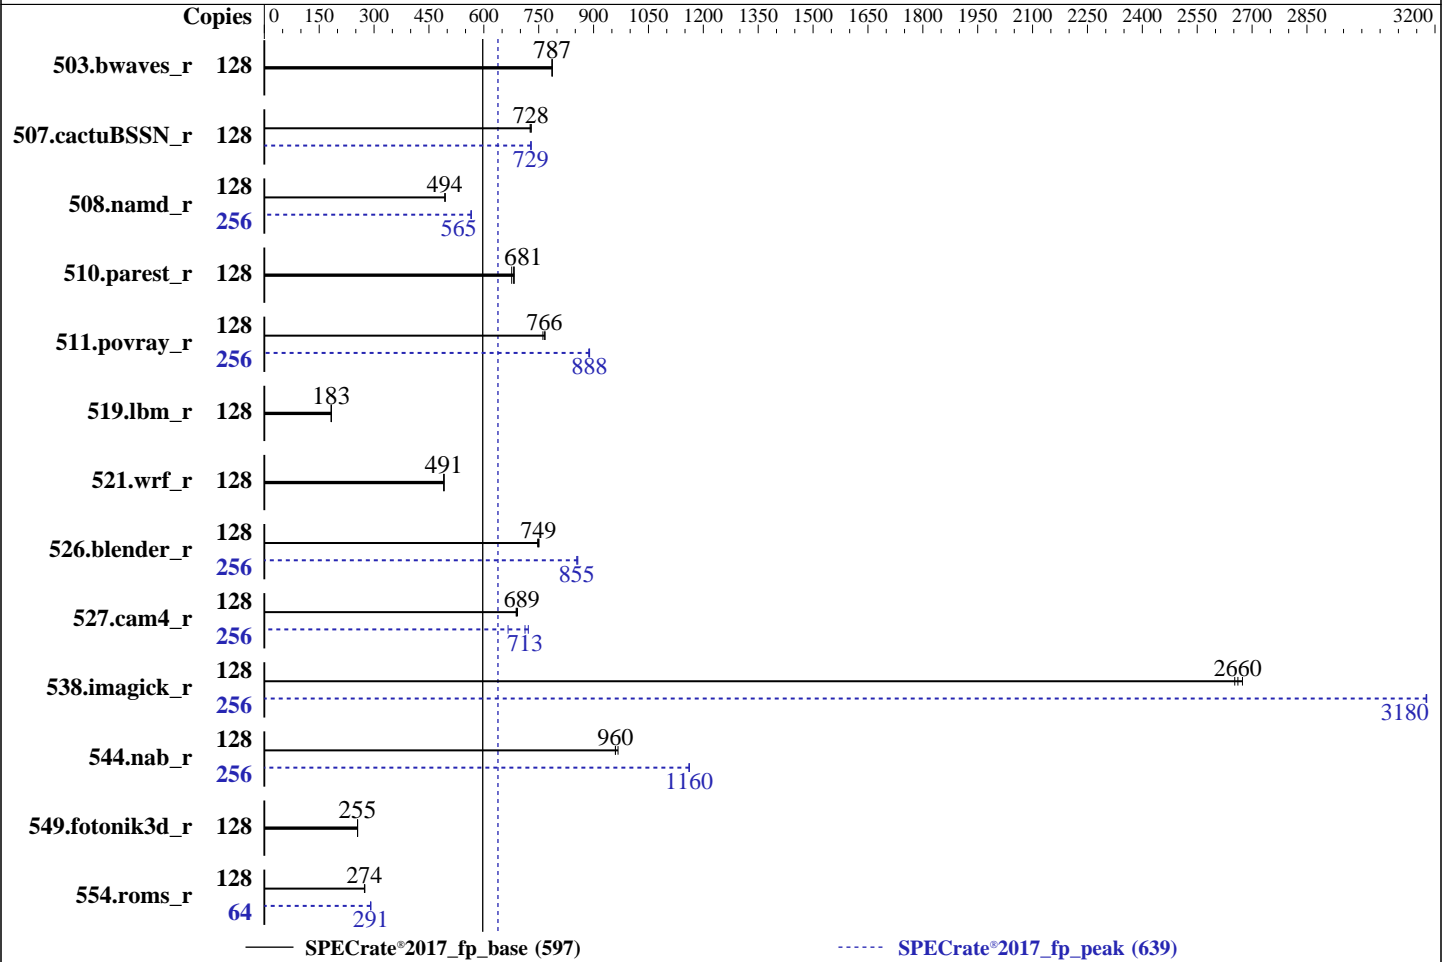 Copies 0 150 300 450 600 750 900 1050 1200 1350 1500 1650 1800 1950 2100 2250 2400 2550 2700 2850 3200
503.bwaves_r 128 787
507.cactuBSSN_r 128 728
729
508.namd_r 128 494
256 565
510.parest_r 128 681
511.povray_r 128 766
256 888
519.lbm_r 128 183
521.wrf_r 128 491
526.blender_r 128 749
256 855
527.cam4_r 128 689
256 713
538.imagick_r 128 2660
256 3180
544.nab_r 128 960
256 1160
549.fotonik3d_r 128 255
554.roms_r 128 274
64 291
SPECrate®2017_fp_base (597) SPECrate®2017_fp_peak (639)